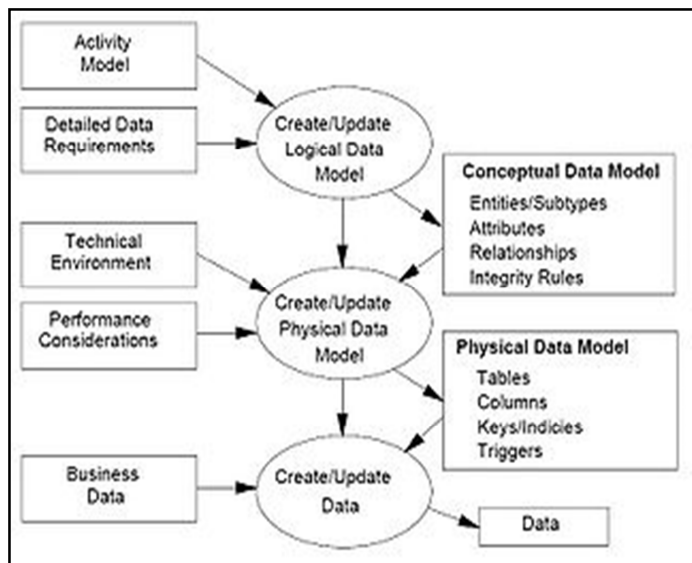 Activity
Model
Detailed Data
Requirements
Create/Update
Logical Data
Model
Conceptual Data Model
Entities/Subtypes
Attributes
Relationships
Integrity Rules
Technical
Environment
Performance
Considerations
Create/Update
Physical Data
Model
Physical Data Model
Tables
Columns
Keys/Indicies
Triggers
Business
Data
Create/Update
Data
Data